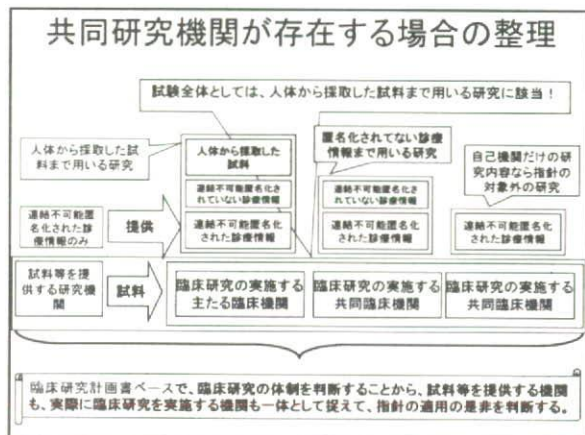 共同研究機関が存在する場合の整理
試験全体としては、人体から採取した試料まで用いる研究に該当！
人体から採取した試
料まで用いる研究
人体から採取した
試料
匿名化されてない診療
情報まで用いる研究
自己機関だけの研
究内容なら指針の
対象外の研究
連結不可能匿名化さ
れていない診療情報
連結不可能匿名化さ
れていない診療情報
連結不可能匿
名化された診
療情報のみ
提供
連結不可能匿名化
された診療情報
連結不可能匿名化
された診療情報
連結不可能匿名化
された診療情報
試料等を提
供する研究機
関
試料
臨床研究の実施する
主たる臨床機関
臨床研究の実施する
共同臨床機関
臨床研究の実施する
共同臨床機関
臨床研究計画書ベースで、臨床研究の体制を判断することから、試料等を提供する機関
も、実際に臨床研究を実施する機関も一体として捉えて、指針の適用の是非を判断する。